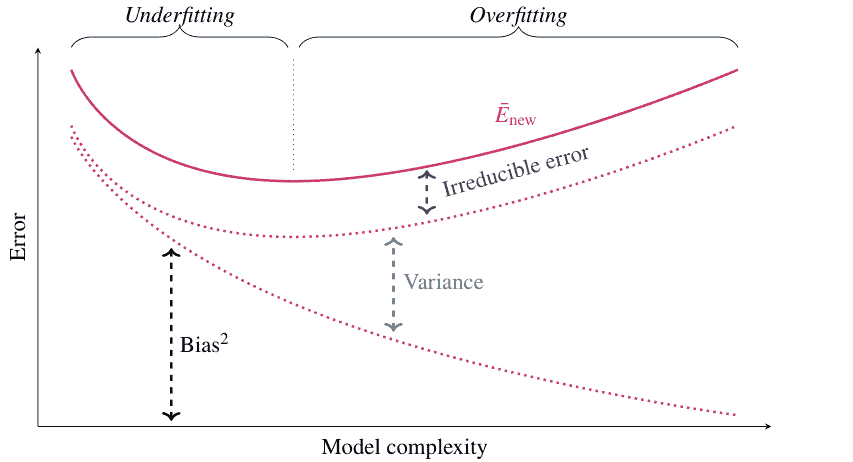 Underfitting
Overfitting
Ē_new
Irreducible error
Variance
Bias²
Error
Model complexity